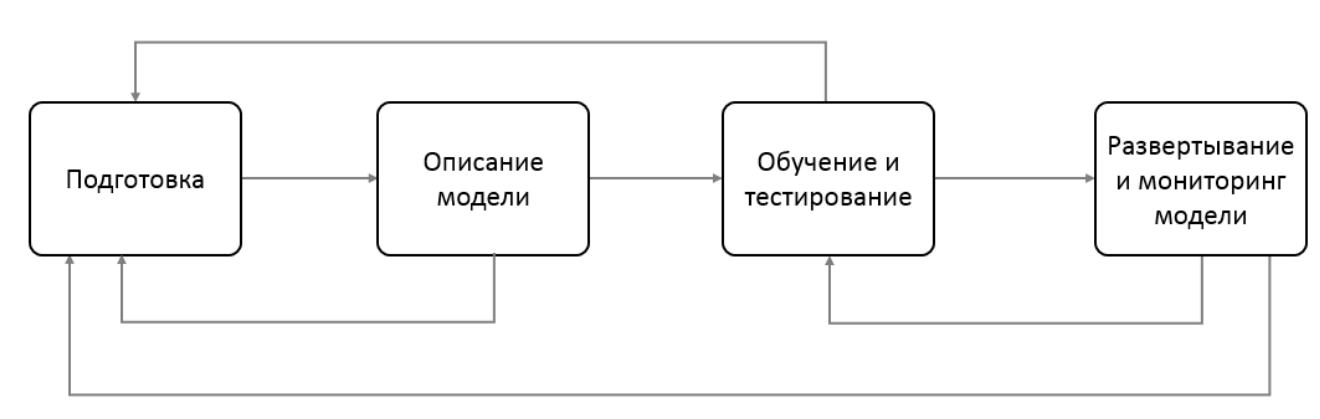 Подготовка
Описание
модели
Обучение и
тестирование
Развертывание
и мониторинг
модели